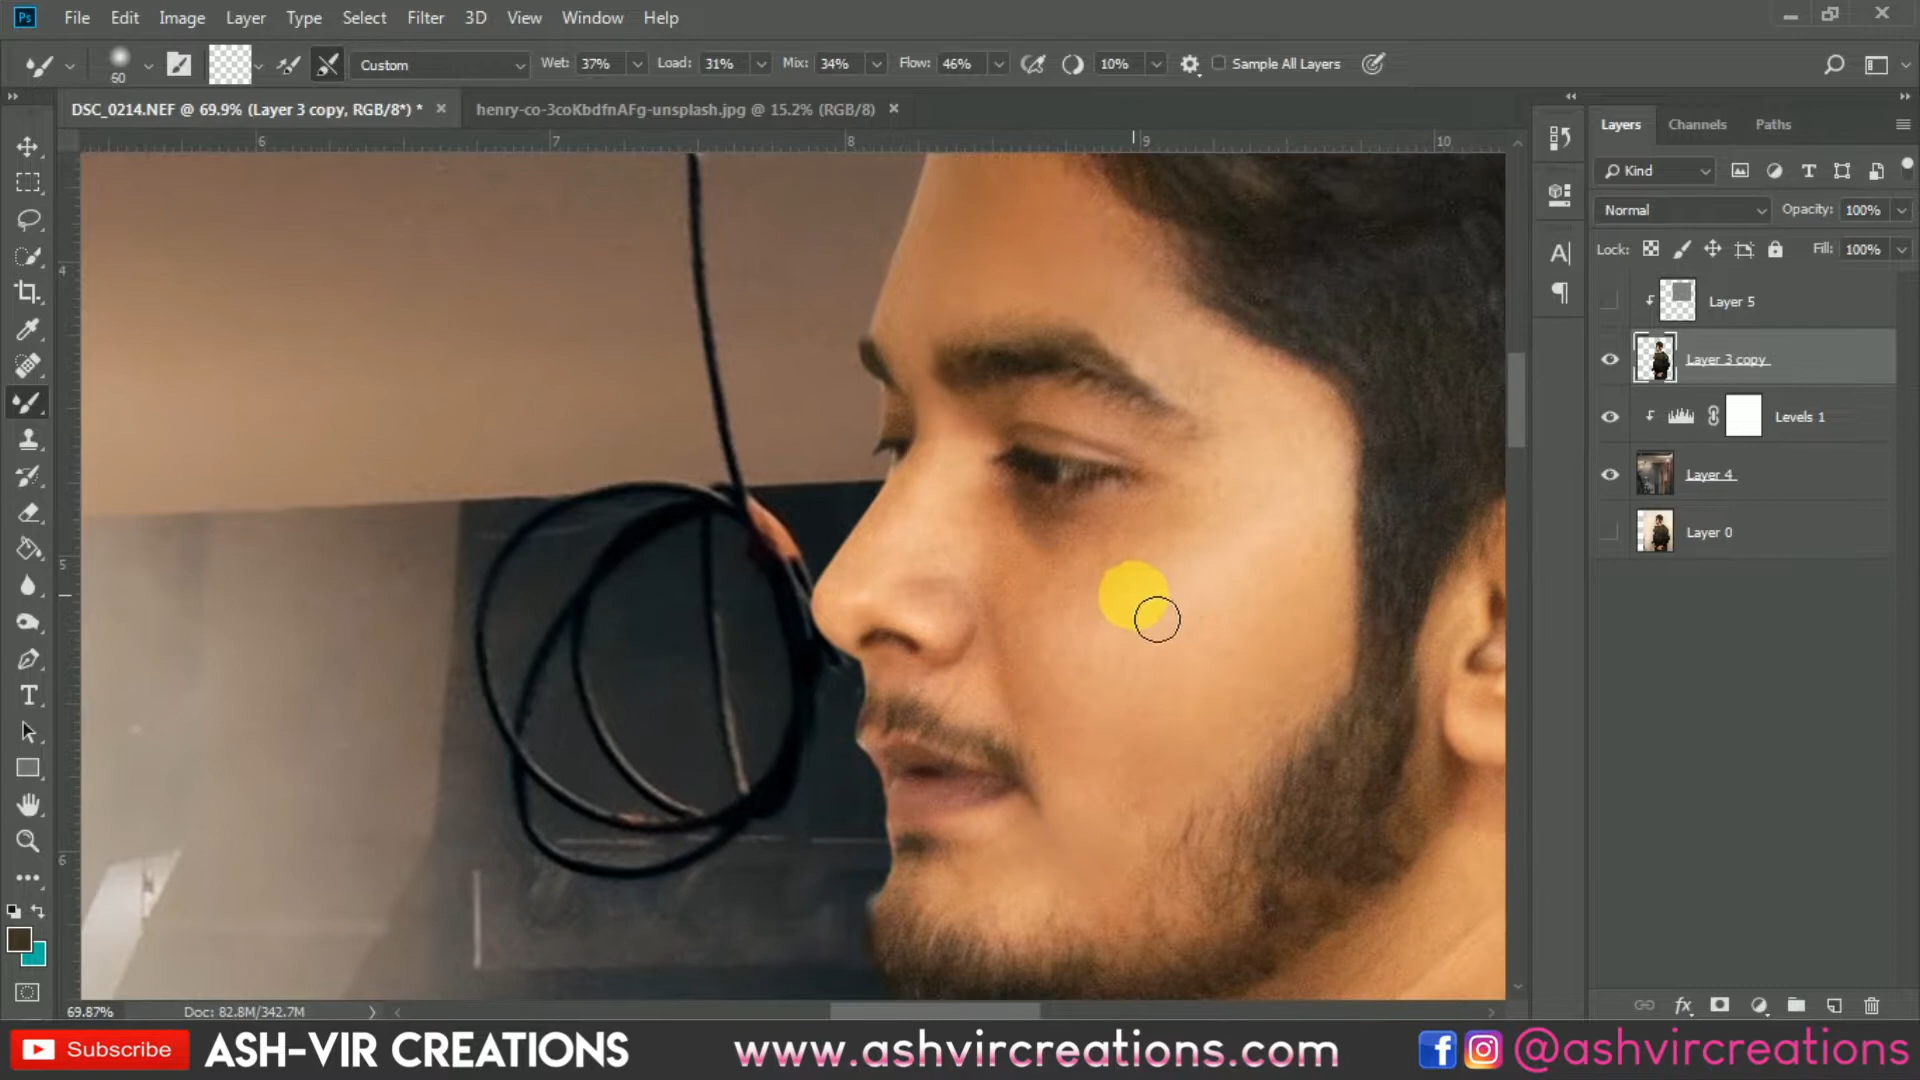 Ps File Edit Image Layer Type Select Filter 3D View Window Help
50 Custom Wet: 37% Load: 31% Mix: 34% Flow: 46% 10% Sample All Layers
DSC_0214.NEF @ 69.9% (Layer 3 copy, RGB/8*) * × henry-co-3coKbdfnAFg-unsplash.jpg @ 15.2% (RGB/8) ×
6 7 8 9 10
4
5
6
Layers Channels Paths
Kind
Normal Opacity: 100%
Lock: Fill: 100%
Layer 5
Layer 3 copy
Levels 1
Layer 4
Layer 0
69.87% Doc: 82.8M/342.7M
Subscribe ASH-VIR CREATIONS www.ashvircreations.com @ashvircreations